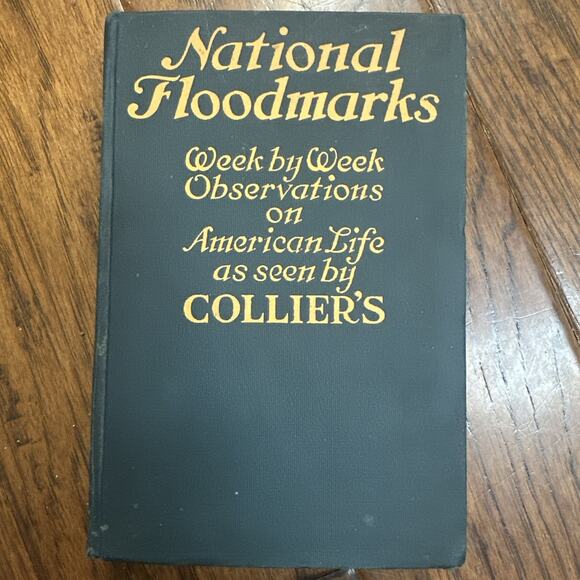 National
Floodmarks
Week by Week
Observations
on
American Life
as seen by
COLLIER'S